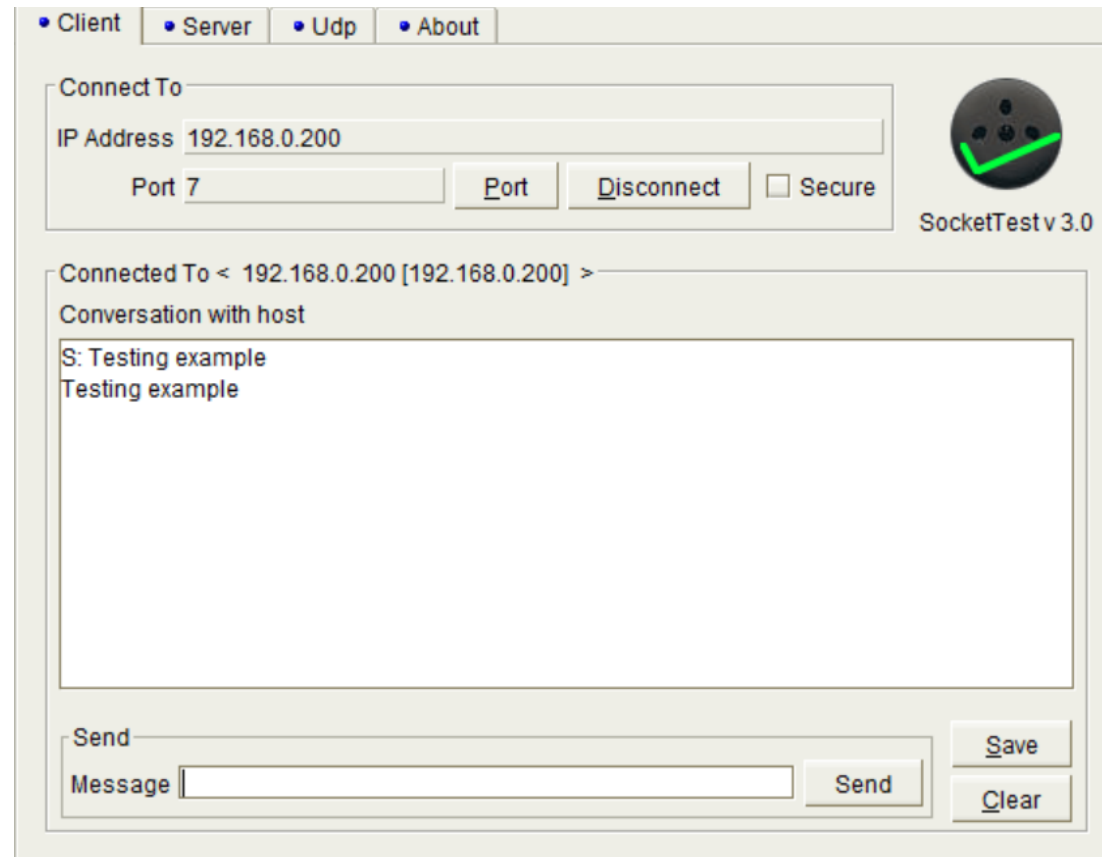 Client Server Udp About
Connect To
IP Address 192.168.0.200
Port 7 Port Disconnect Secure
SocketTest v 3.0
Connected To < 192.168.0.200 [192.168.0.200] >
Conversation with host
S: Testing example
Testing example
Send
Message Send
Save
Clear